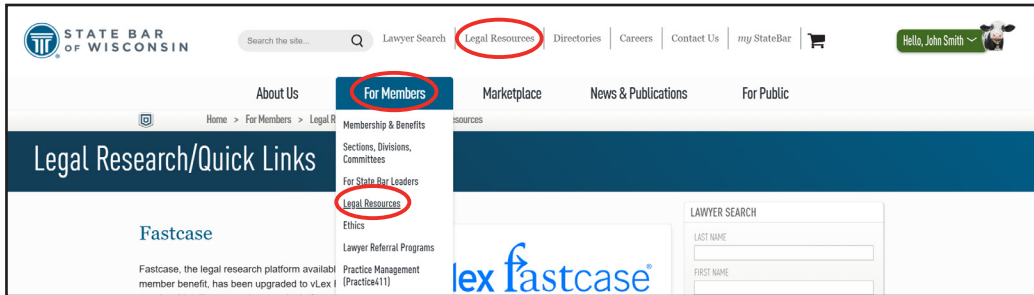 STATE BAR
OF WISCONSIN
Search the site...
Lawyer Search
Legal Resources
Directories
Careers
Contact Us
my StateBar
Hello, John Smith
About Us
For Members
Marketplace
News & Publications
For Public
Home > For Members > Legal R
esources
Membership & Benefits
Sections, Divisions,
Committees
For State Bar Leaders
Legal Resources
Ethics
Lawyer Referral Programs
Practice Management
(Practice411)
Legal Research/Quick Links
Fastcase
Fastcase, the legal research platform availabl
member benefit, has been upgraded to vLex F
lex fastcase
LAWYER SEARCH
LAST NAME
FIRST NAME